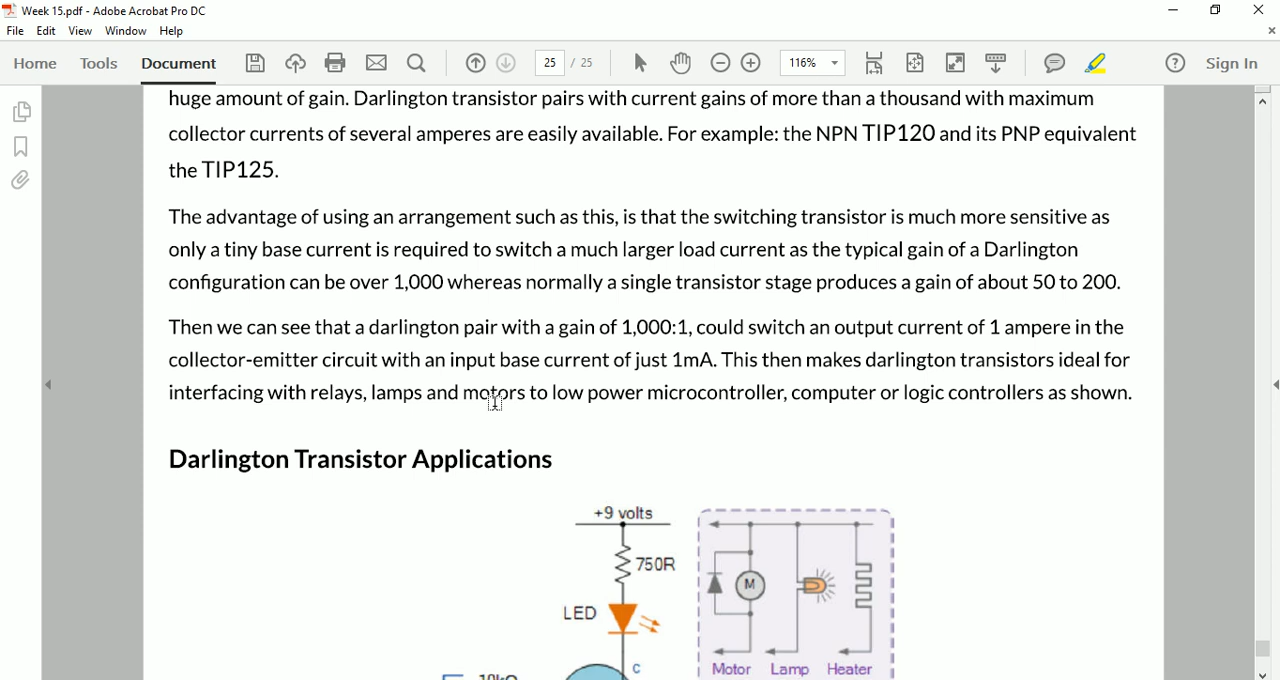 Week 15.pdf - Adobe Acrobat Pro DC
File Edit View Window Help
Home Tools Document 25 / 25 116% Sign In
huge amount of gain. Darlington transistor pairs with current gains of more than a thousand with maximum
collector currents of several amperes are easily available. For example: the NPN TIP120 and its PNP equivalent
the TIP125.
The advantage of using an arrangement such as this, is that the switching transistor is much more sensitive as
only a tiny base current is required to switch a much larger load current as the typical gain of a Darlington
configuration can be over 1,000 whereas normally a single transistor stage produces a gain of about 50 to 200.
Then we can see that a darlington pair with a gain of 1,000:1, could switch an output current of 1 ampere in the
collector-emitter circuit with an input base current of just 1mA. This then makes darlington transistors ideal for
interfacing with relays, lamps and motors to low power microcontroller, computer or logic controllers as shown.
Darlington Transistor Applications
+9 volts
750R
LED
M
C
Motor Lamp Heater